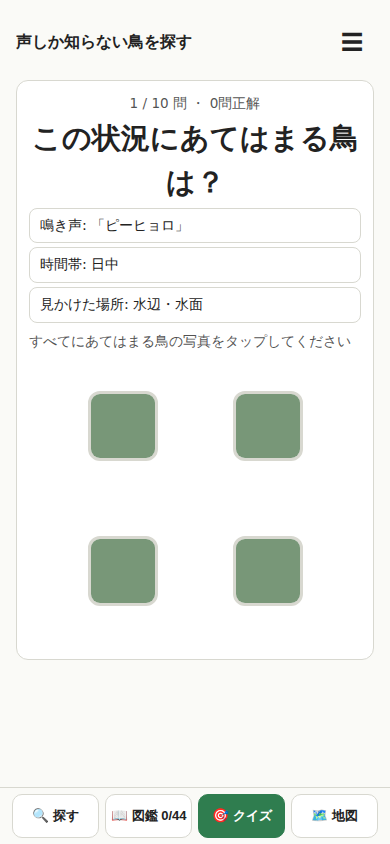 声しか知らない鳥を探す
1 / 10 問 ・ 0問正解
この状況にあてはまる鳥
は？
鳴き声: 「ピーヒョロ」
時間帯: 日中
見かけた場所: 水辺・水面
すべてにあてはまる鳥の写真をタップしてください
🔍 探す
📖 図鑑 0/44
🎯 クイズ
🗺️ 地図